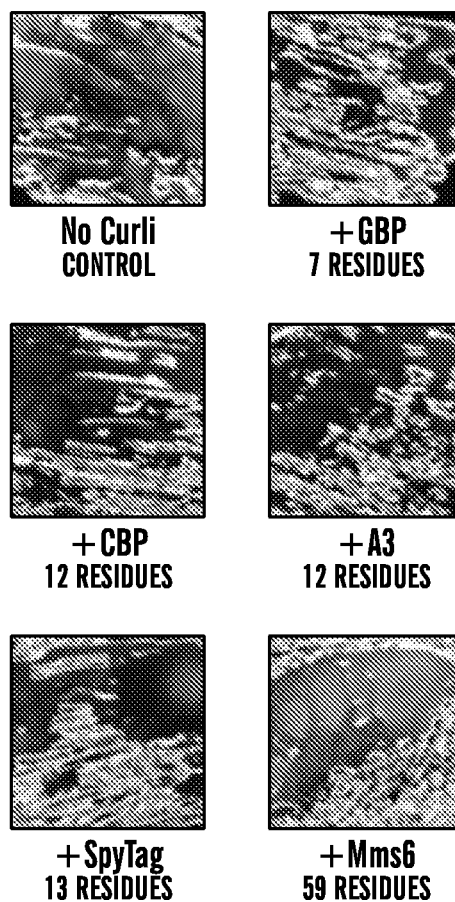 No Curli
CONTROL
+GBP
7 RESIDUES
+CBP
12 RESIDUES
+A3
12 RESIDUES
+SpyTag
13 RESIDUES
+Mms6
59 RESIDUES